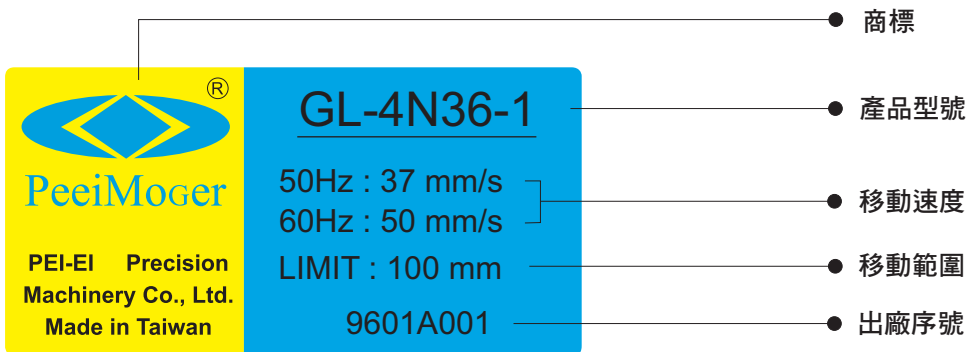 商標
®
PeeiMoger
PEI-EI Precision
Machinery Co., Ltd.
Made in Taiwan
GL-4N36-1
產品型號
50Hz : 37 mm/s
60Hz : 50 mm/s
移動速度
LIMIT : 100 mm
移動範圍
9601A001
出廠序號